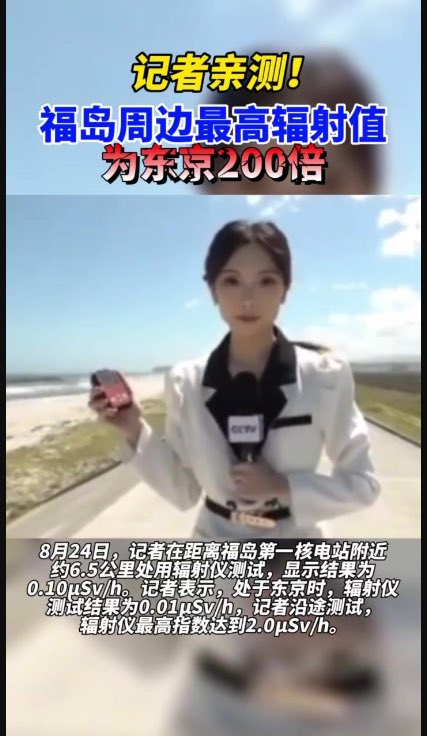 记者亲测！
福岛周边最高辐射值
为东京200倍
CCTV
8月24日，记者在距离福岛第一核电站附近
约6.5公里处用辐射仪测试，显示结果为
0.10μSv/h。记者表示，处于东京时，辐射仪
测试结果为0.01μSv/h，记者沿途测试，
辐射仪最高指数达到2.0μSv/h。